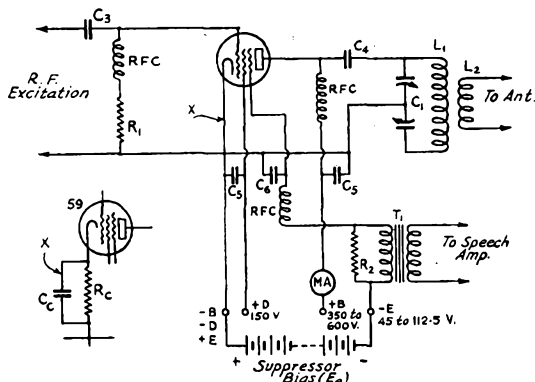 C3
RFC
R1
R. F.
Excitation
X
C4
RFC
L1
L2
C1
To Ant.
C5
C6
RFC
C5
59
X
Cc
Rc
R2
T1
To Speech
Amp.
MA
-B
-D
+E
+D
150 V
+B
350 to
600 V.
-E
45 to 112.5 V.
+
-
Suppressor
Bias (Ec)